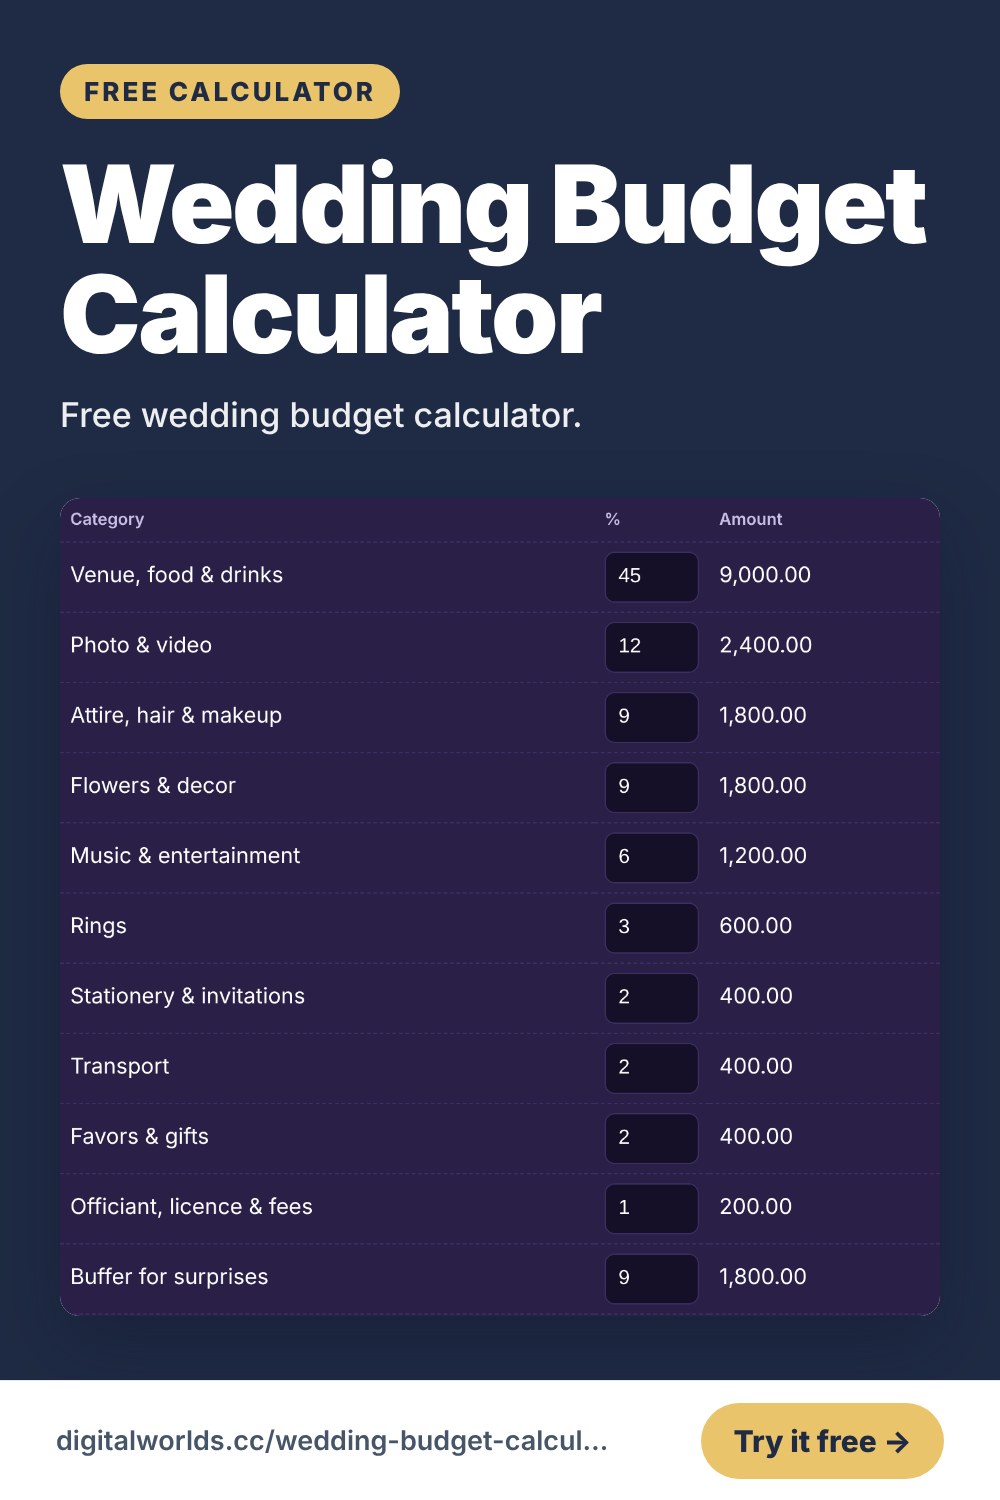 FREE CALCULATOR
Wedding Budget
Calculator
Free wedding budget calculator.
Category % Amount
Venue, food & drinks 45 9,000.00
Photo & video 12 2,400.00
Attire, hair & makeup 9 1,800.00
Flowers & decor 9 1,800.00
Music & entertainment 6 1,200.00
Rings 3 600.00
Stationery & invitations 2 400.00
Transport 2 400.00
Favors & gifts 2 400.00
Officiant, licence & fees 1 200.00
Buffer for surprises 9 1,800.00
digitalworlds.cc/wedding-budget-calcul... Try it free →